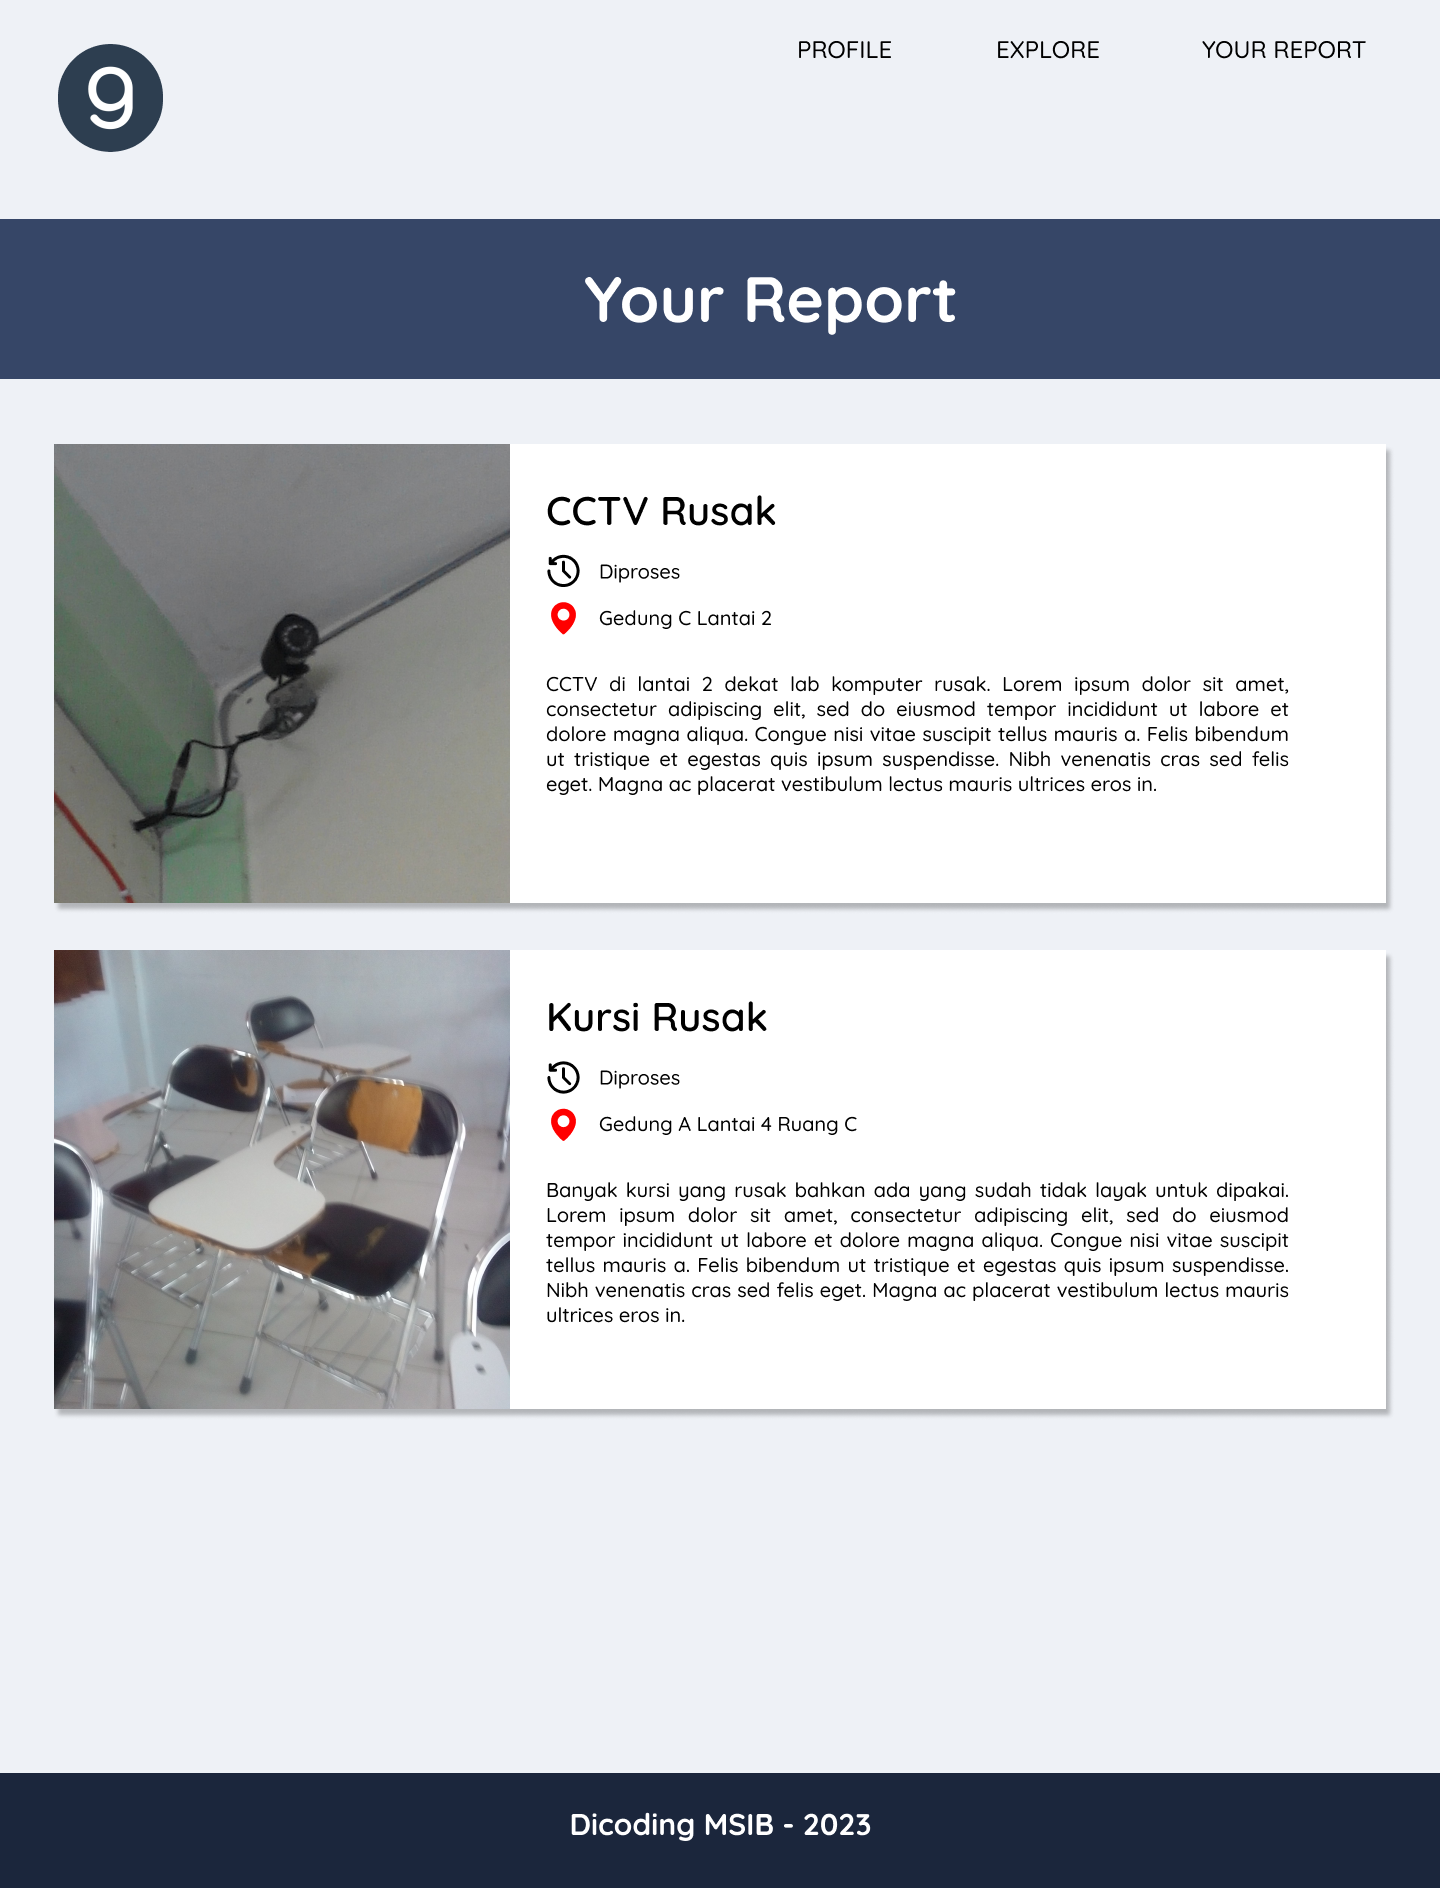 9
PROFILE
EXPLORE
YOUR REPORT
Your Report
CCTV Rusak
Diproses
Gedung C Lantai 2
CCTV di lantai 2 dekat lab komputer rusak. Lorem ipsum dolor sit amet,
consectetur adipiscing elit, sed do eiusmod tempor incididunt ut labore et
dolore magna aliqua. Congue nisi vitae suscipit tellus mauris a. Felis bibendum
ut tristique et egestas quis ipsum suspendisse. Nibh venenatis cras sed felis
eget. Magna ac placerat vestibulum lectus mauris ultrices eros in.
Kursi Rusak
Diproses
Gedung A Lantai 4 Ruang C
Banyak kursi yang rusak bahkan ada yang sudah tidak layak untuk dipakai.
Lorem ipsum dolor sit amet, consectetur adipiscing elit, sed do eiusmod
tempor incididunt ut labore et dolore magna aliqua. Congue nisi vitae suscipit
tellus mauris a. Felis bibendum ut tristique et egestas quis ipsum suspendisse.
Nibh venenatis cras sed felis eget. Magna ac placerat vestibulum lectus mauris
ultrices eros in.
Dicoding MSIB - 2023